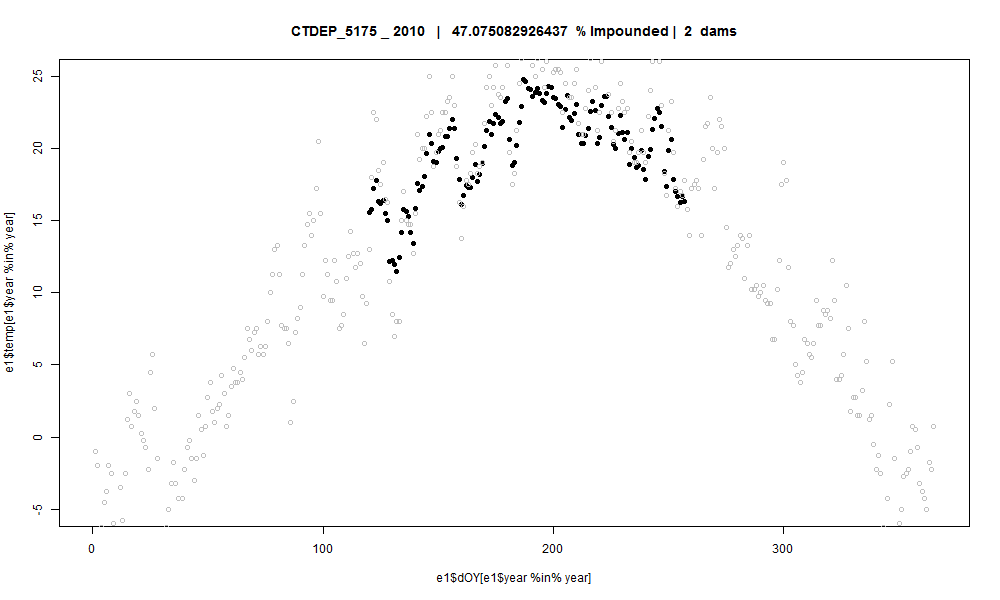 CTDEP_5175 _ 2010 | 47.075082926437 % Impounded | 2 dams
25
20
15
10
5
0
-5
e1$temp[e1$year %in% year]
0 100 200 300
e1$dOY[e1$year %in% year]